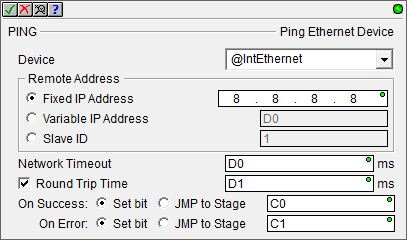 PING Ping Ethernet Device
Device @IntEthernet
Remote Address
Fixed IP Address 8 . 8 . 8 . 8
Variable IP Address D0
Slave ID 1
Network Timeout D0 ms
Round Trip Time D1 ms
On Success: Set bit JMP to Stage C0
On Error: Set bit JMP to Stage C1